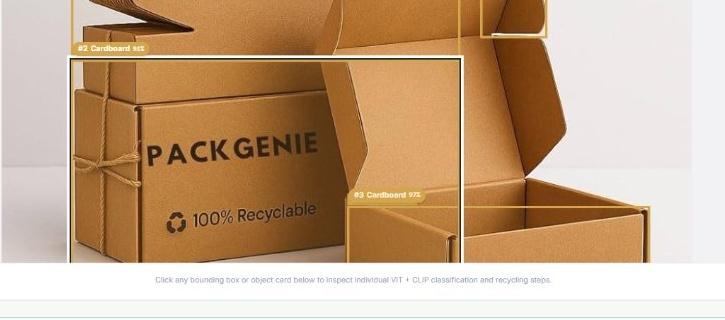 #2 Cardboard 95%
PACKGENIE
#3 Cardboard 97%
100% Recyclable
Click any bounding box or object card below to inspect individual ViT + CLIP classification and recycling steps.